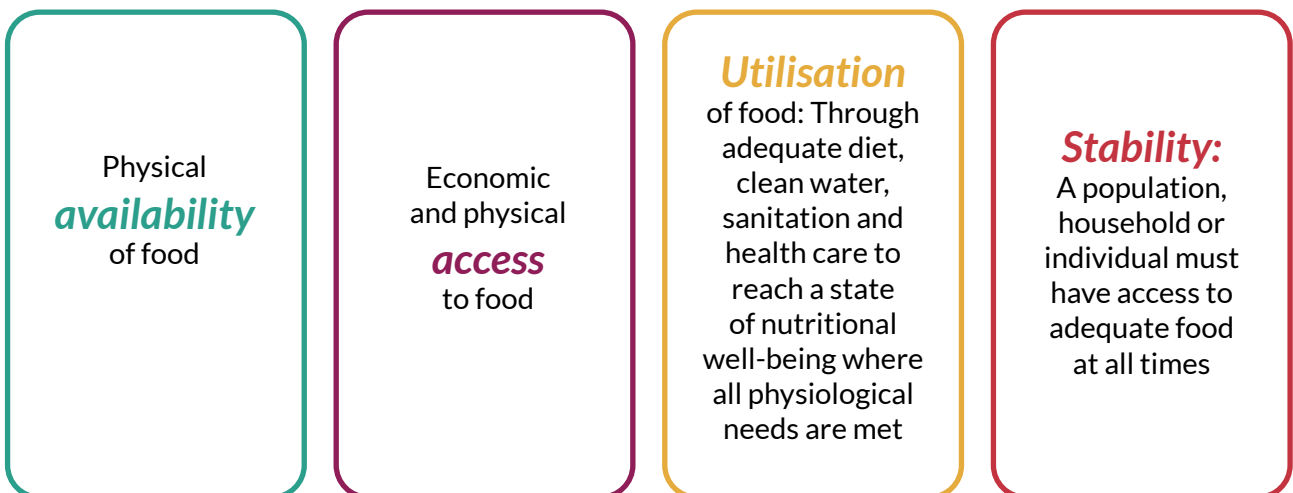 Physical
availability
of food
Economic
and physical
access
to food
Utilisation
of food: Through
adequate diet,
clean water,
sanitation and
health care to
reach a state
of nutritional
well-being where
all physiological
needs are met
Stability:
A population,
household or
individual must
have access to
adequate food
at all times